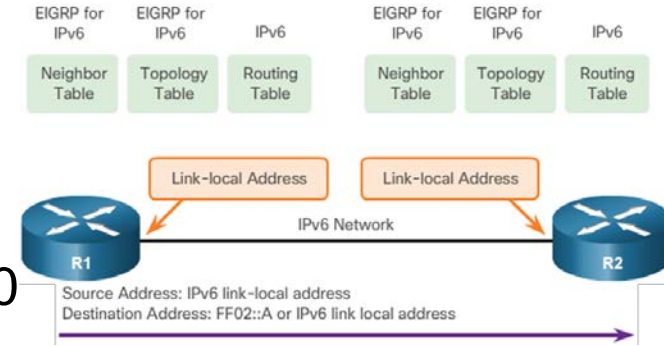 EIGRP for
IPv6
EIGRP for
IPv6
IPv6
EIGRP for
IPv6
EIGRP for
IPv6
IPv6
Neighbor
Table
Topology
Table
Routing
Table
Neighbor
Table
Topology
Table
Routing
Table
Link-local Address
Link-local Address
IPv6 Network
R1
R2
0
Source Address: IPv6 link-local address
Destination Address: FF02::A or IPv6 link local address